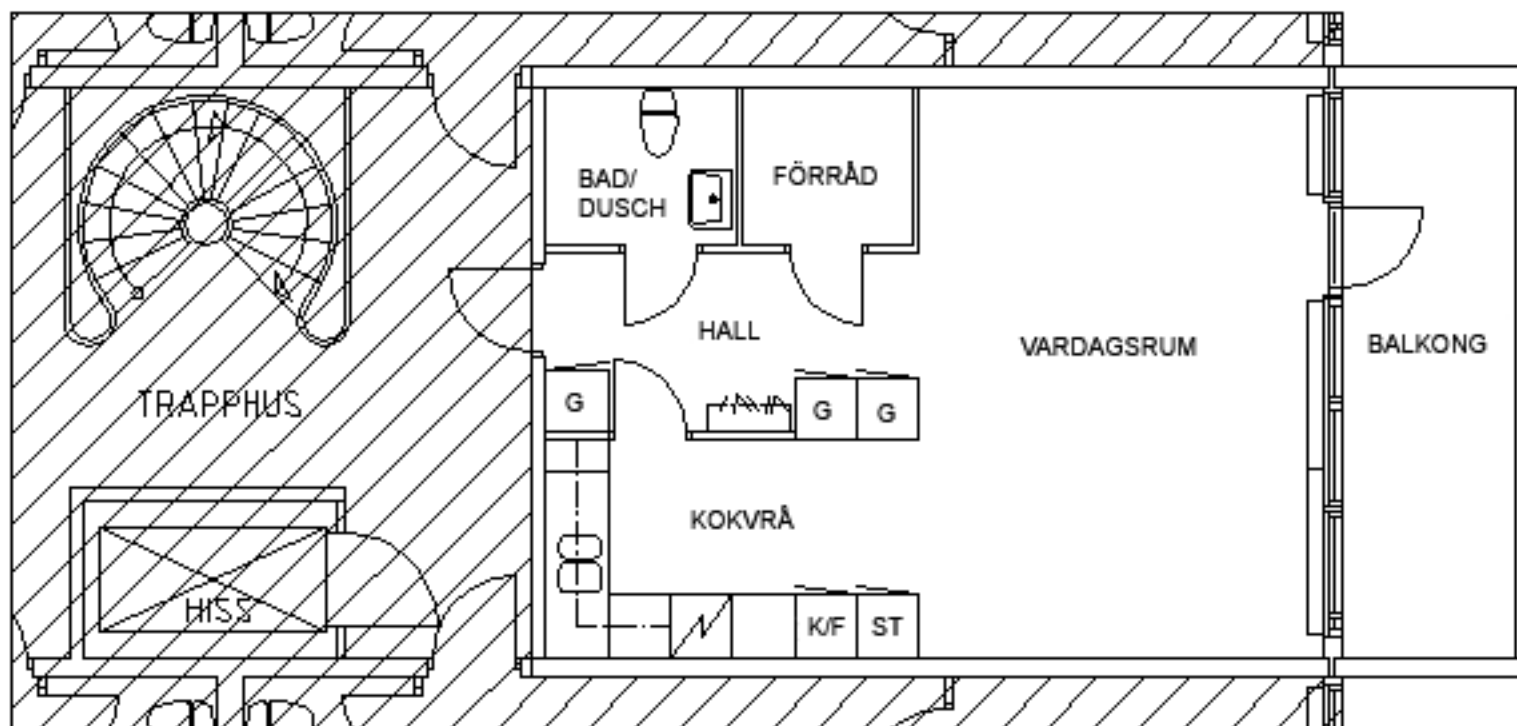 BAD/
DUSCH
FÖRRÅD
HALL
VARDAGSRUM
BALKONG
TRAPPHUS
G
G
G
KOKVRÅ
HISS
K/F
ST